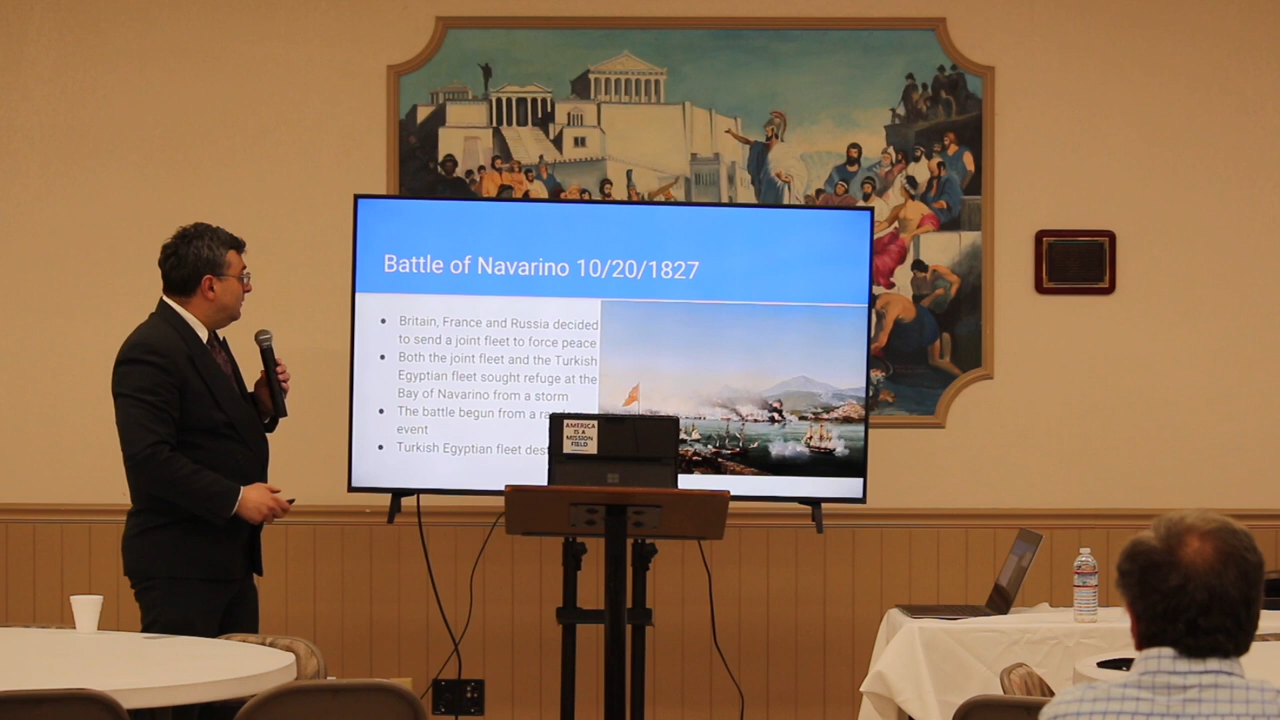 Battle of Navarino 10/20/1827
Britain, France and Russia decided
to send a joint fleet to force peace
Both the joint fleet and the Turkish
Egyptian fleet sought refuge at the
Bay of Navarino from a storm
The battle begun from a
event
Turkish Egyptian fleet
AMERICA
IS A
MISSION
FIELD